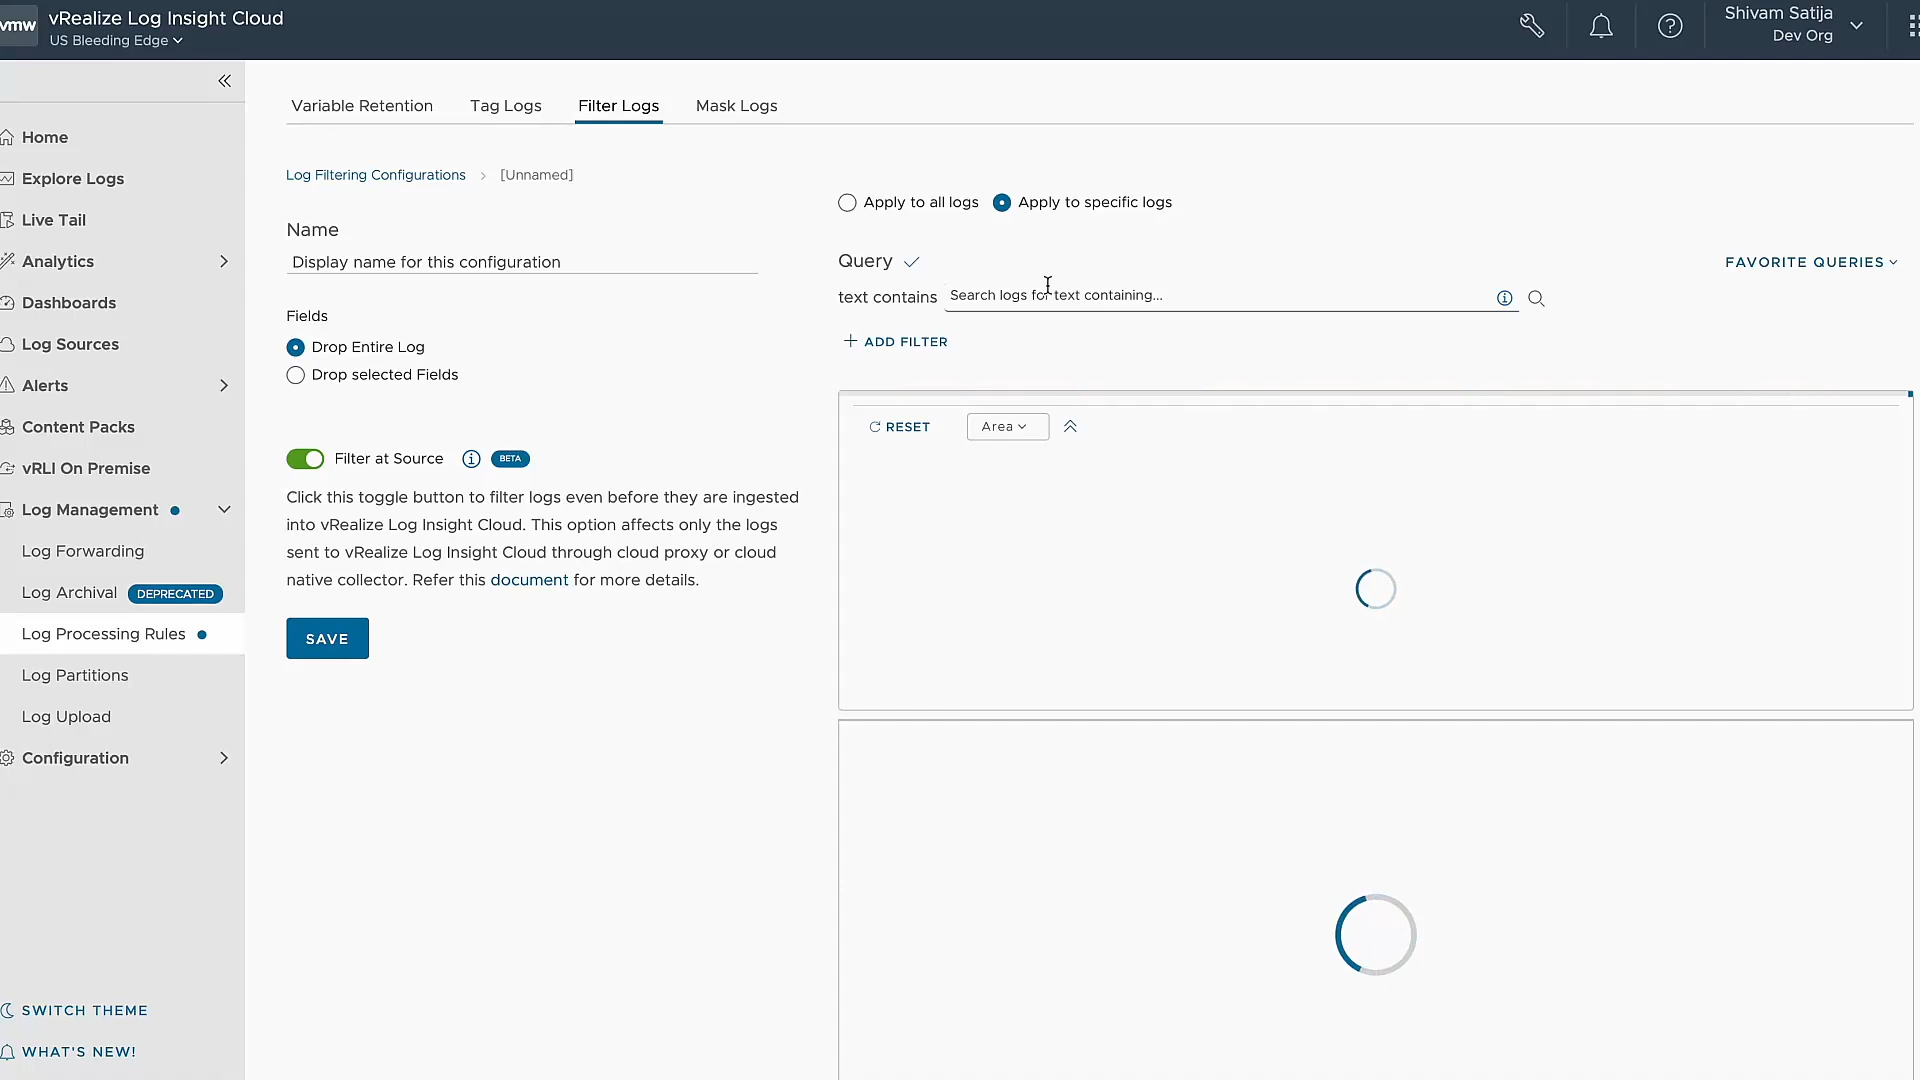 vmw
vRealize Log Insight Cloud
US Bleeding Edge
Shivam Satija
Dev Org
Home
Explore Logs
Live Tail
Analytics
Dashboards
Log Sources
Alerts
Content Packs
vRLI On Premise
Log Management
Log Forwarding
Log Archival DEPRECATED
Log Processing Rules
Log Partitions
Log Upload
Configuration
SWITCH THEME
WHAT'S NEW!
Variable Retention Tag Logs Filter Logs Mask Logs
Log Filtering Configurations > [Unnamed]
Name
Display name for this configuration
Fields
Drop Entire Log
Drop selected Fields
Filter at Source BETA
Click this toggle button to filter logs even before they are ingested
into vRealize Log Insight Cloud. This option affects only the logs
sent to vRealize Log Insight Cloud through cloud proxy or cloud
native collector. Refer this document for more details.
SAVE
Apply to all logs Apply to specific logs
Query
FAVORITE QUERIES
text contains Search logs for text containing...
+ ADD FILTER
RESET Area